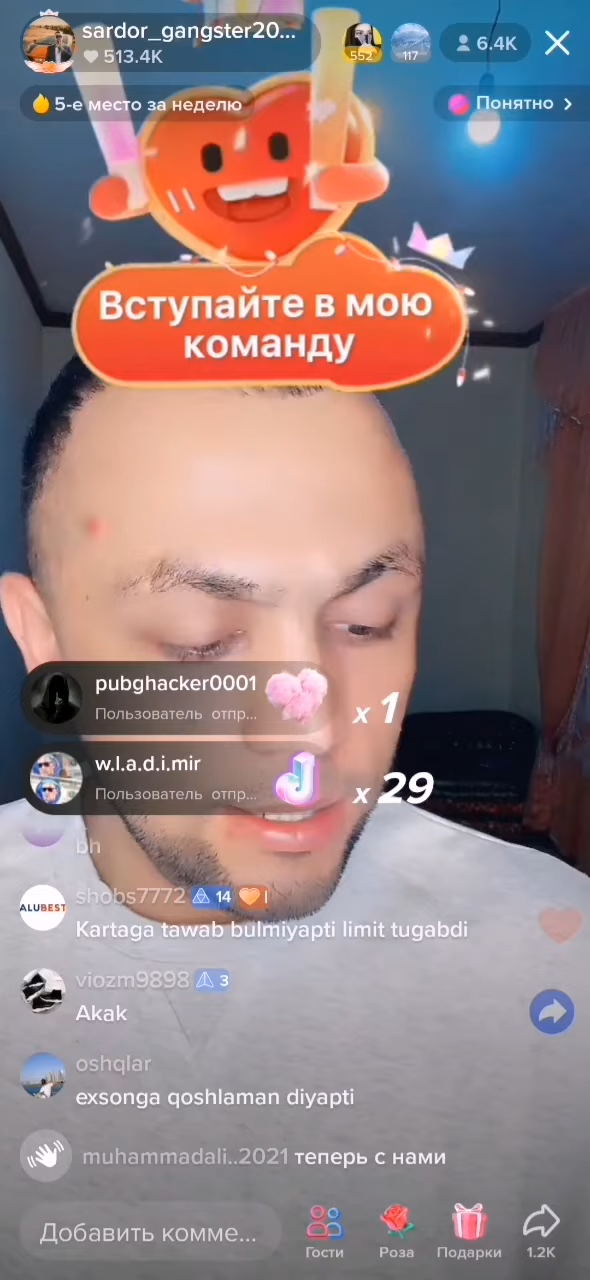 sardor_gangster20...
513.4K
552
117
6.4K
5-е место за неделю
Понятно
Вступайте в мою
команду
pubghacker0001
Пользователь отпр...
x 1
w.l.a.d.i.mir
Пользователь отпр...
x 29
bh
shobs7772 14 I
ALUBEST
Kartaga tawab bulmiyapti limit tugabdi
viozm9898 3
Akak
oshqlar
exsonga qoshlaman diyapti
muhammadali..2021 теперь с нами
Добавить комме...
Гости
Роза
Подарки
1.2K